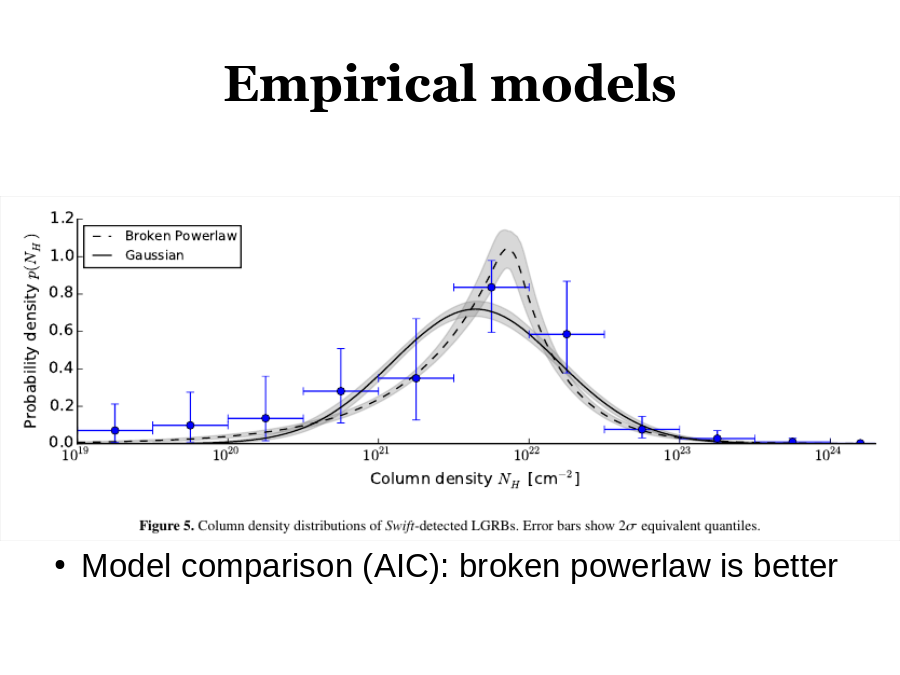 Empirical models
1.2
1.0
0.8
0.6
0.4
0.2
0.0
Probability density p(N_H)
Broken Powerlaw
Gaussian
10^19 10^20 10^21 10^22 10^23 10^24
Column density N_H [cm^−2]
Figure 5. Column density distributions of Swift-detected LGRBs. Error bars show 2σ equivalent quantiles.
• Model comparison (AIC): broken powerlaw is better